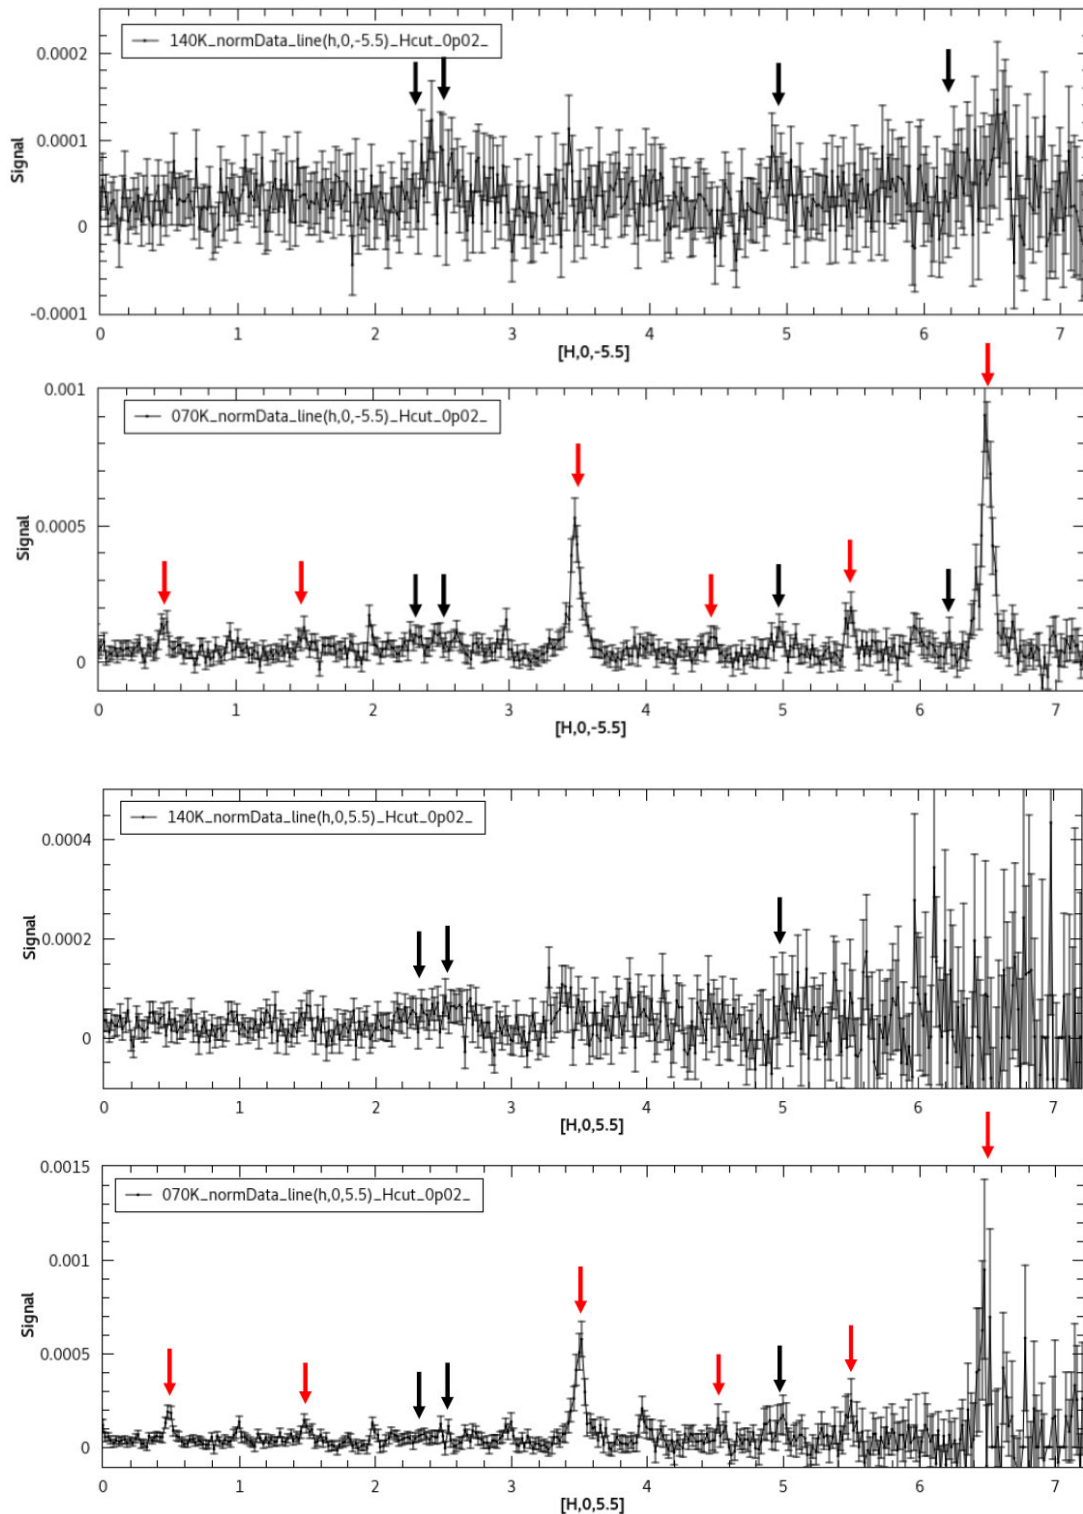 140K_normData_line(h,0,-5.5)_Hcut_0p02_
0.0002
0.0001
0
-0.0001
Signal
0 1 2 3 4 5 6 7
[H,0,-5.5]
070K_normData_line(h,0,-5.5)_Hcut_0p02_
0.001
0.0005
0
Signal
0 1 2 3 4 5 6 7
[H,0,-5.5]
140K_normData_line(h,0,5.5)_Hcut_0p02_
0.0004
0.0002
0
Signal
0 1 2 3 4 5 6 7
[H,0,5.5]
070K_normData_line(h,0,5.5)_Hcut_0p02_
0.0015
0.001
0.0005
0
Signal
0 1 2 3 4 5 6 7
[H,0,5.5]